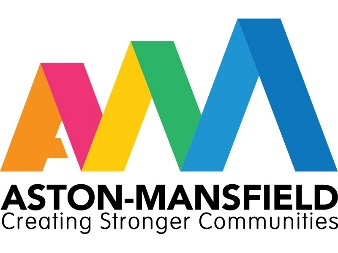 ASTON-MANSFIELD
Creating Stronger Communities